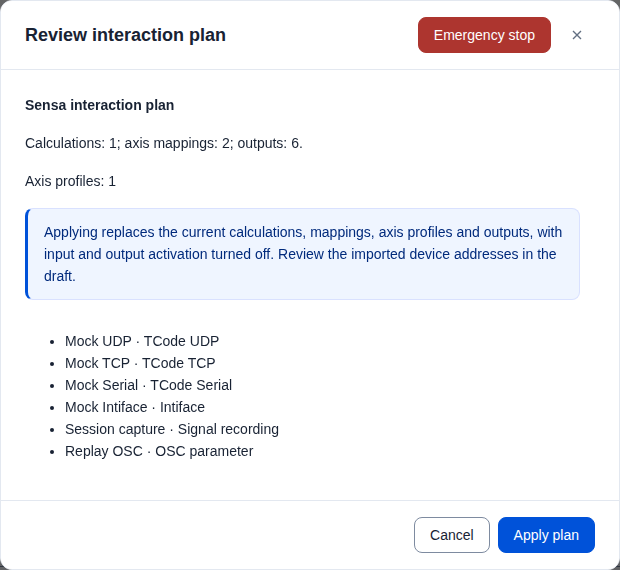 Review interaction plan
Emergency stop
×
Sensa interaction plan
Calculations: 1; axis mappings: 2; outputs: 6.
Axis profiles: 1
Applying replaces the current calculations, mappings, axis profiles and outputs, with
input and output activation turned off. Review the imported device addresses in the
draft.
• Mock UDP · TCode UDP
• Mock TCP · TCode TCP
• Mock Serial · TCode Serial
• Mock Intiface · Intiface
• Session capture · Signal recording
• Replay OSC · OSC parameter
Cancel
Apply plan